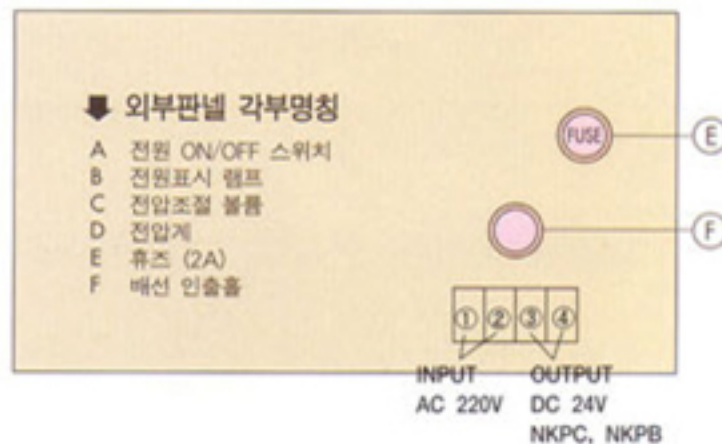 외부판넬 각부명칭
A 전원 ON/OFF 스위치
B 전원표시 램프
C 전압조절 볼륨
D 전압계
E 휴즈 (2A)
F 배선 인출홀
FUSE
E
F
① ② ③ ④
INPUT OUTPUT
AC 220V DC 24V
NKPC, NKPB